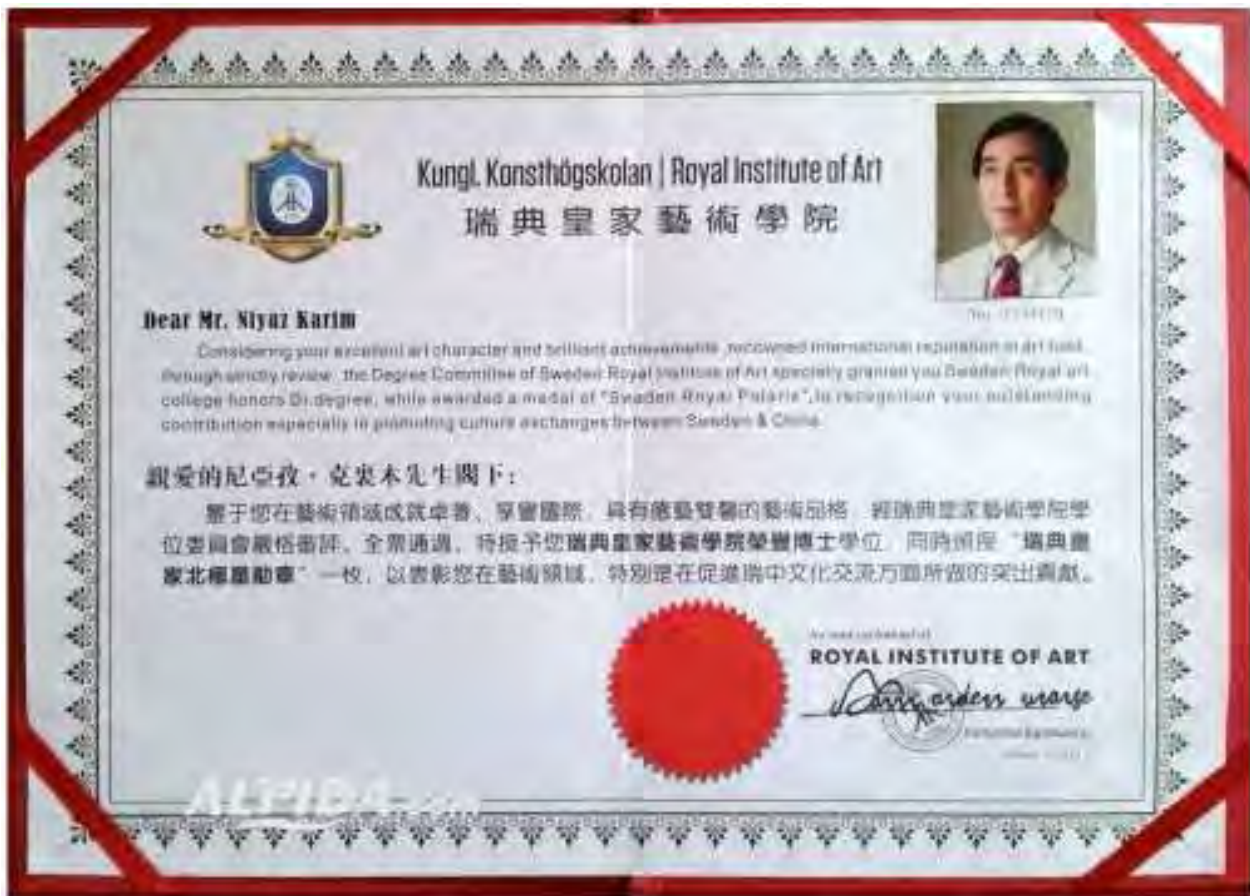 Kungl. Konsthögskolan | Royal Institute of Art
瑞典皇家藝術學院
Dear Mr. Niyaz Karim
Considering your excellent art character and brilliant achievements, renowned international reputation in art field,
through strictly review, the Degree Committee of Sweden Royal Institute of Art specially granted you Sweden Royal art
college honors Dr.degree, while awarded a medal of "Sweden Royal Polaris", in recognition your outstanding
contribution especially in promoting culture exchanges between Sweden & China.
親爱的尼亞孜·克裏木先生閣下:
鑒于您在藝術領域成就卓著、享譽國際,具有德藝雙馨的藝術品格,經瑞典皇家藝術學院學
位委員會嚴格審評、全票通過,特授予您瑞典皇家藝術學院榮譽博士學位,同時頒授“瑞典皇
家北極星勛章”一枚,以表彰您在藝術領域、特別是在促進瑞中文化交流方面所做的突出貢獻。
ROYAL INSTITUTE OF ART
ALPIDA.com